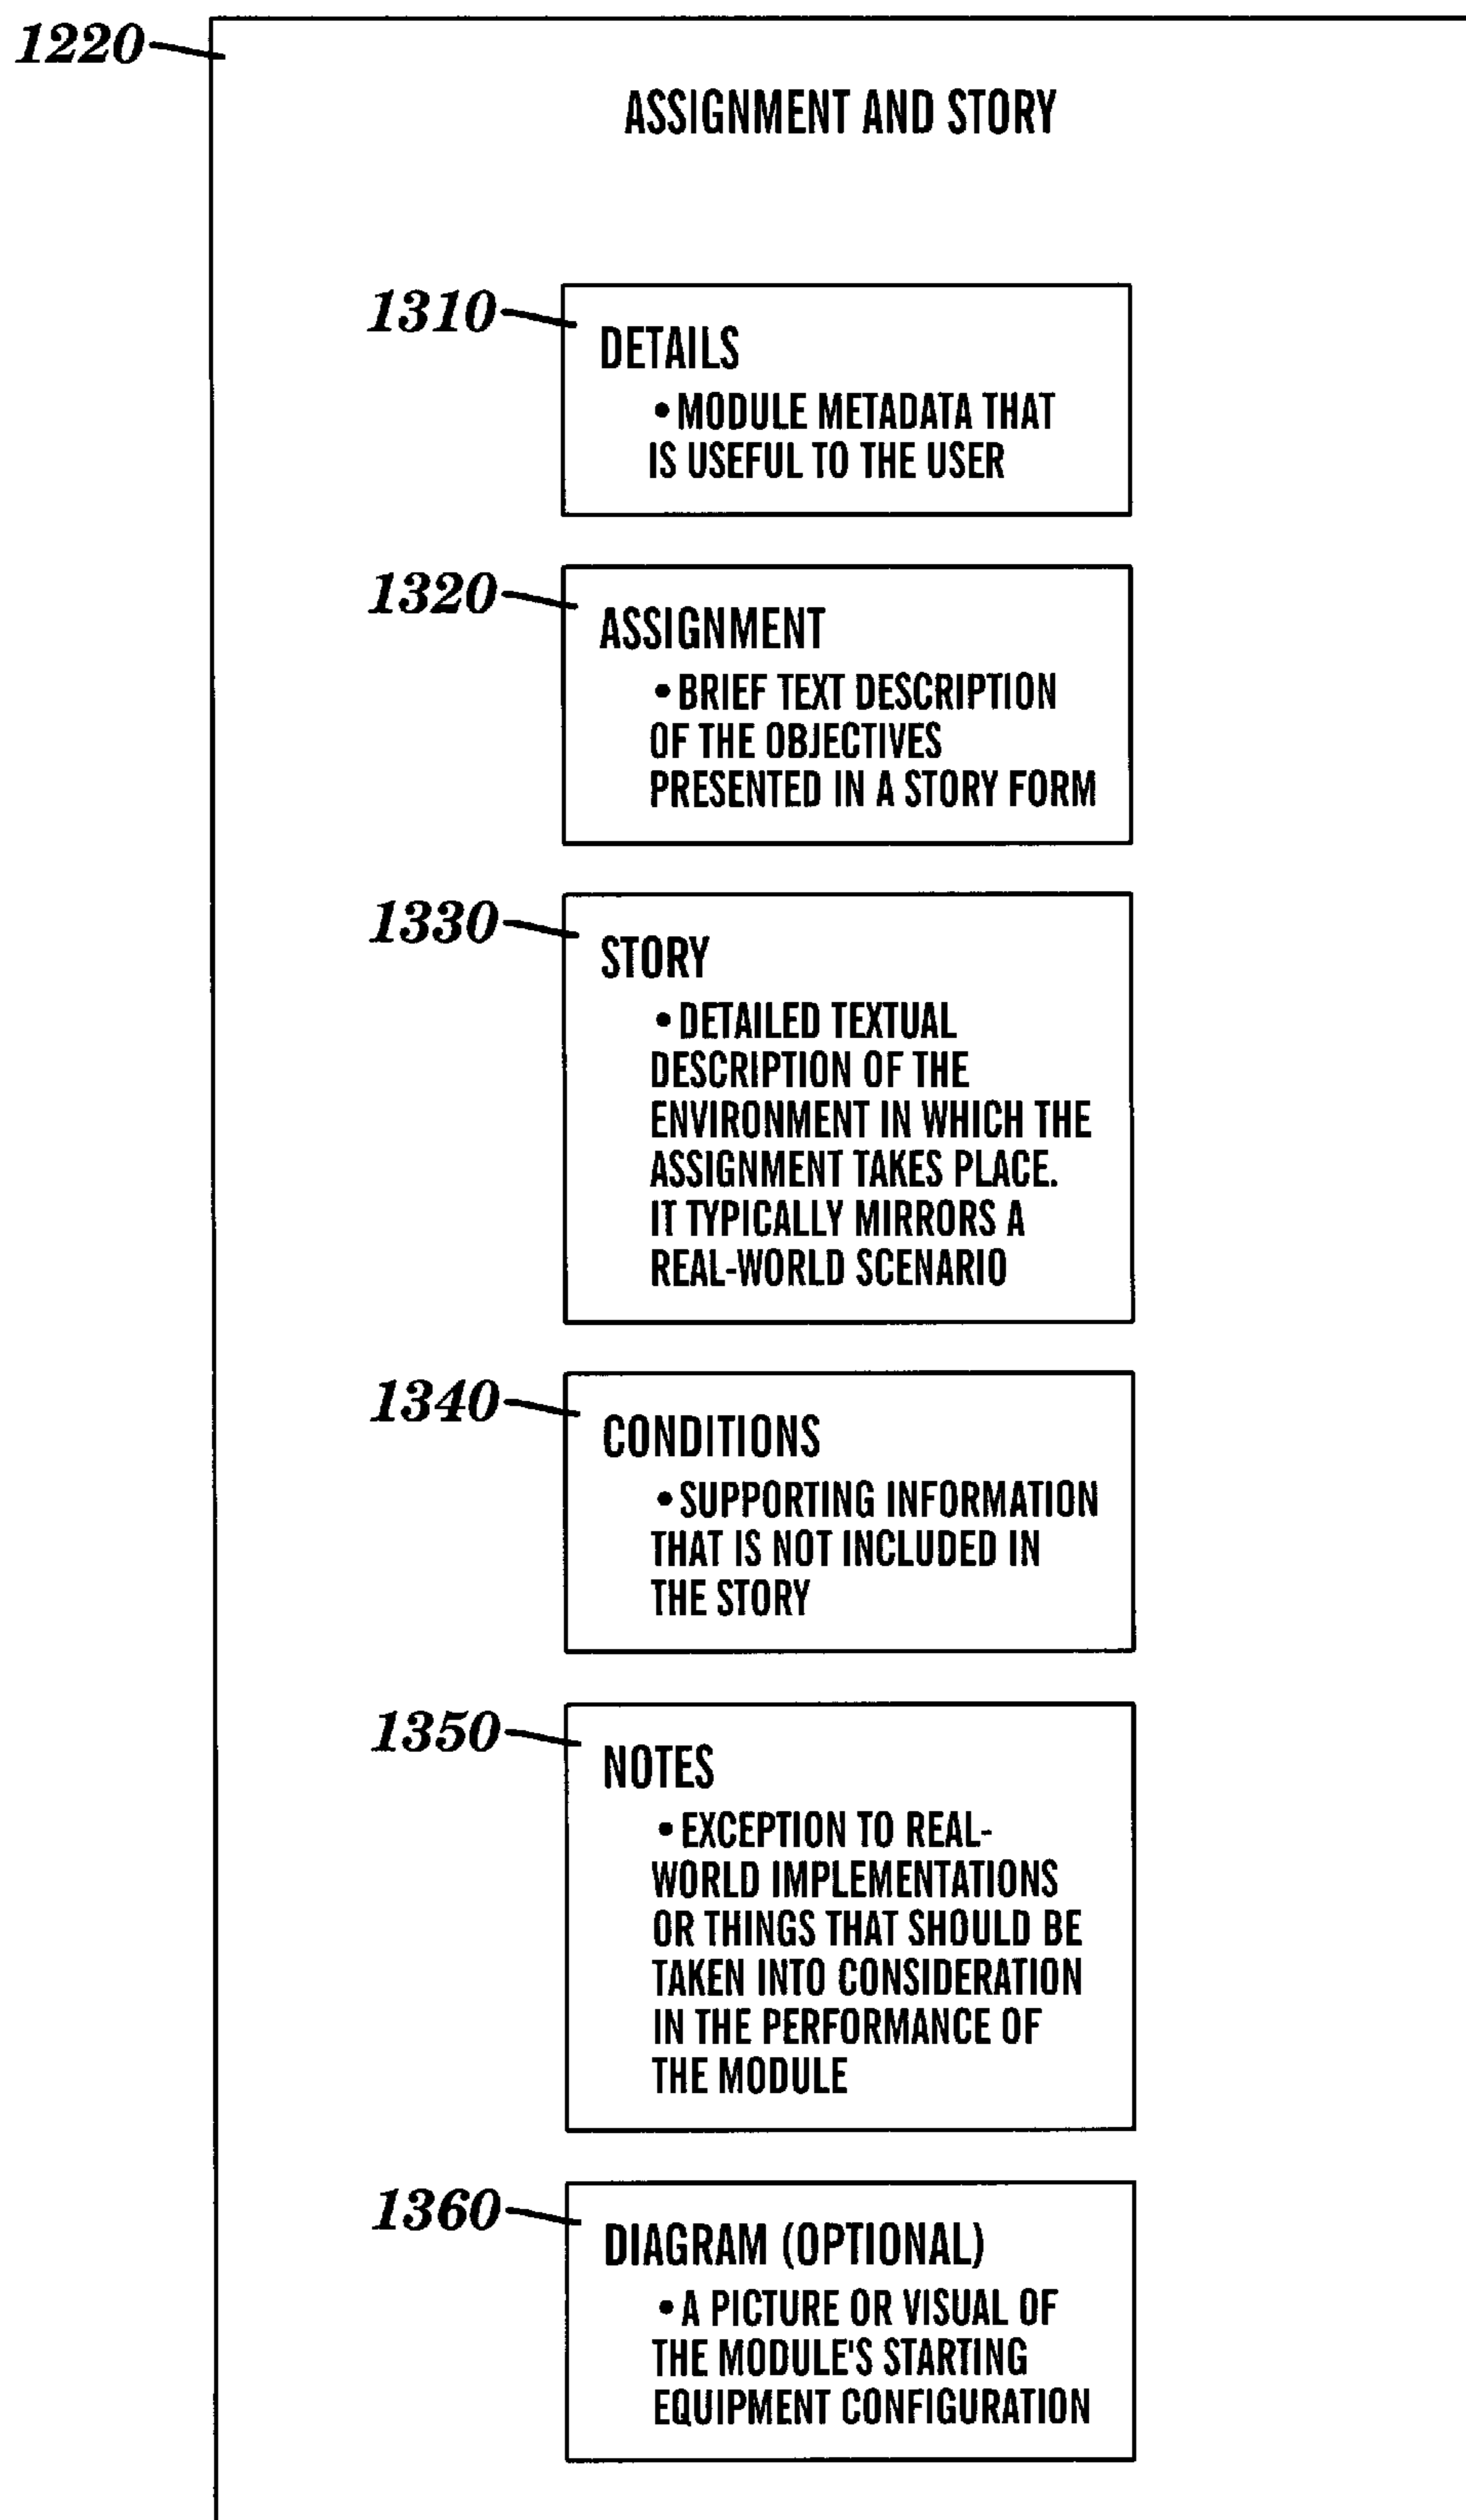 1220
ASSIGNMENT AND STORY
1310
DETAILS
• MODULE METADATA THAT
IS USEFUL TO THE USER
1320
ASSIGNMENT
• BRIEF TEXT DESCRIPTION
OF THE OBJECTIVES
PRESENTED IN A STORY FORM
1330
STORY
• DETAILED TEXTUAL
DESCRIPTION OF THE
ENVIRONMENT IN WHICH THE
ASSIGNMENT TAKES PLACE.
IT TYPICALLY MIRRORS A
REAL-WORLD SCENARIO
1340
CONDITIONS
• SUPPORTING INFORMATION
THAT IS NOT INCLUDED IN
THE STORY
1350
NOTES
• EXCEPTION TO REAL-
WORLD IMPLEMENTATIONS
OR THINGS THAT SHOULD BE
TAKEN INTO CONSIDERATION
IN THE PERFORMANCE OF
THE MODULE
1360
DIAGRAM (OPTIONAL)
• A PICTURE OR VISUAL OF
THE MODULE'S STARTING
EQUIPMENT CONFIGURATION